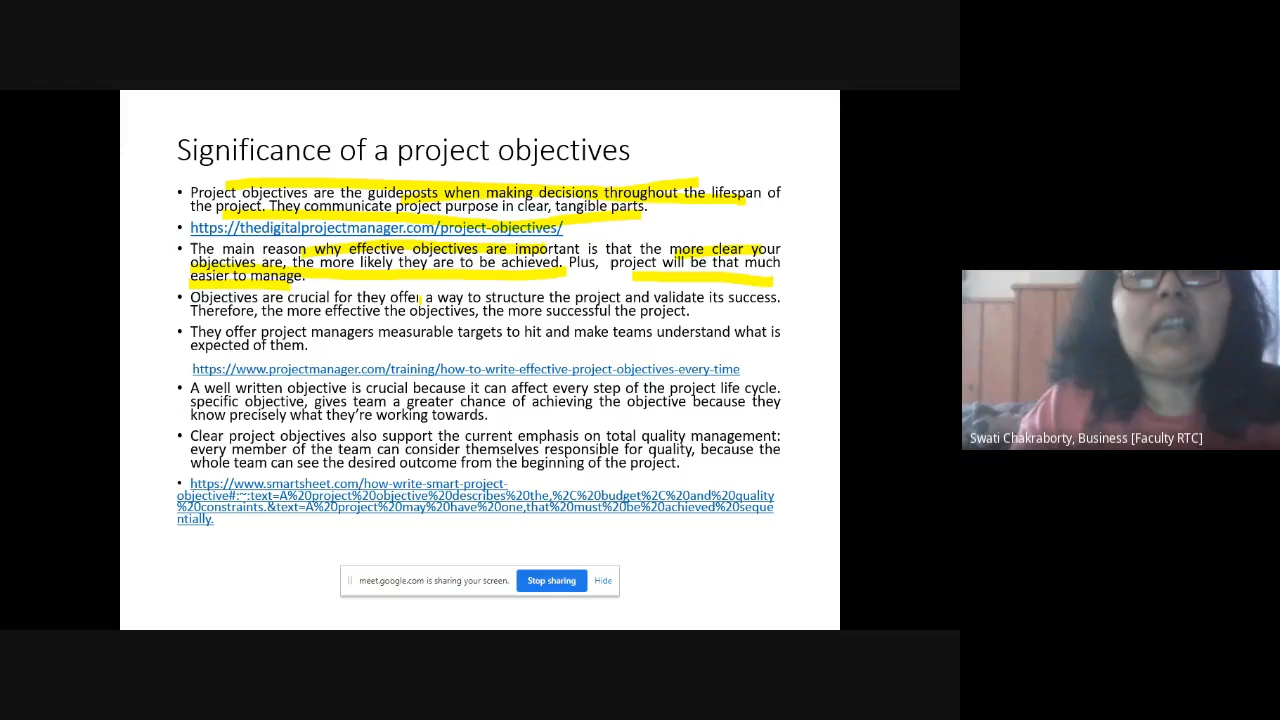 Significance of a project objectives
• Project objectives are the guideposts when making decisions throughout the lifespan of
the project. They communicate project purpose in clear, tangible parts.
• https://thedigitalprojectmanager.com/project-objectives/
• The main reason why effective objectives are important is that the more clear your
objectives are, the more likely they are to be achieved. Plus, project will be that much
easier to manage.
• Objectives are crucial for they offer a way to structure the project and validate its success.
Therefore, the more effective the objectives, the more successful the project.
• They offer project managers measurable targets to hit and make teams understand what is
expected of them.
https://www.projectmanager.com/training/how-to-write-effective-project-objectives-every-time
• A well written objective is crucial because it can affect every step of the project life cycle.
specific objective, gives team a greater chance of achieving the objective because they
know precisely what they're working towards.
• Clear project objectives also support the current emphasis on total quality management:
every member of the team can consider themselves responsible for quality, because the
whole team can see the desired outcome from the beginning of the project.
• https://www.smartsheet.com/how-write-smart-project-
objective#:~:text=A%20project%20objective%20describes%20the,%2C%20budget%2C%20and%20quality
%20constraints.&text=A%20project%20may%20have%20one,that%20must%20be%20achieved%20seque
ntially.
meet.google.com is sharing your screen. Stop sharing Hide
Swati Chakraborty, Business [Faculty RTC]